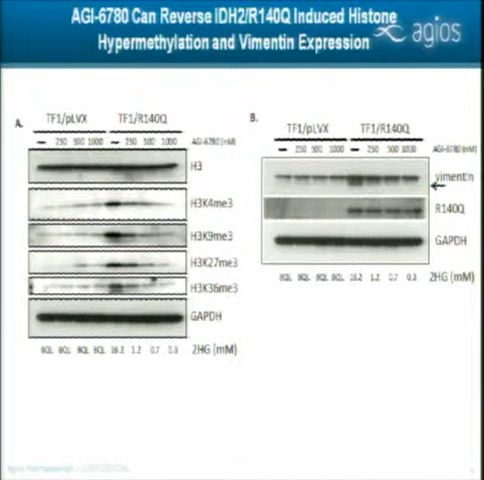 AGI-6780 Can Reverse IDH2/R140Q Induced Histone
Hypermethylation and Vimentin Expression
agios
A.
TF1/pLVX TF1/R140Q
250 500 1000 250 500 1000 AGI-6780 (nM)
H3
H3K4me3
H3K9me3
H3K27me3
H3K36me3
GAPDH
BQL BQL BQL BQL 16.2 1.2 0.7 0.3 2HG (mM)
B.
TF1/pLVX TF1/R140Q
250 500 1000 250 500 1000 AGI-6780 (nM)
vimentin
R140Q
GAPDH
BQL BQL BQL BQL 16.2 1.2 0.7 0.3 2HG (mM)